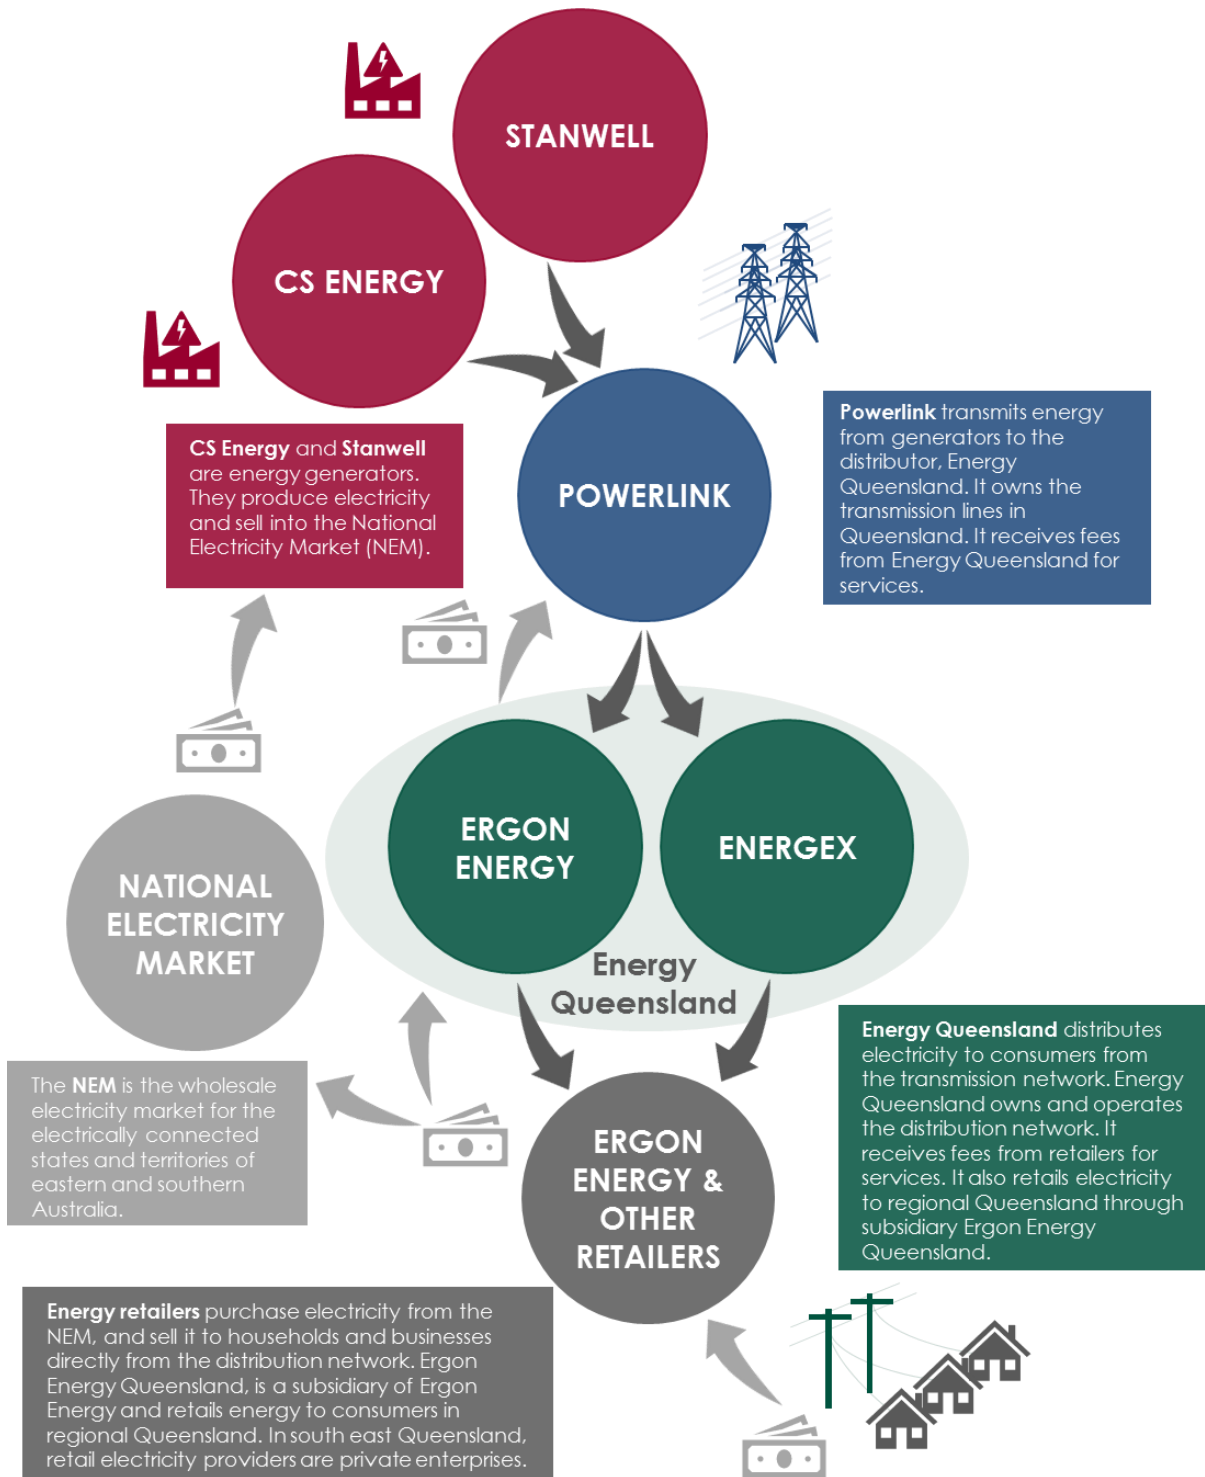 STANWELL
CS ENERGY
CS Energy and Stanwell
are energy generators.
They produce electricity
and sell into the National
Electricity Market (NEM).
POWERLINK
Powerlink transmits energy
from generators to the
distributor, Energy
Queensland. It owns the
transmission lines in
Queensland. It receives fees
from Energy Queensland for
services.
ERGON
ENERGY
ENERGEX
Energy
Queensland
NATIONAL
ELECTRICITY
MARKET
The NEM is the wholesale
electricity market for the
electrically connected
states and territories of
eastern and southern
Australia.
ERGON
ENERGY &
OTHER
RETAILERS
Energy Queensland distributes
electricity to consumers from
the transmission network. Energy
Queensland owns and operates
the distribution network. It
receives fees from retailers for
services. It also retails electricity
to regional Queensland through
subsidiary Ergon Energy
Queensland.
Energy retailers purchase electricity from the
NEM, and sell it to households and businesses
directly from the distribution network. Ergon
Energy Queensland, is a subsidiary of Ergon
Energy and retails energy to consumers in
regional Queensland. In south east Queensland,
retail electricity providers are private enterprises.